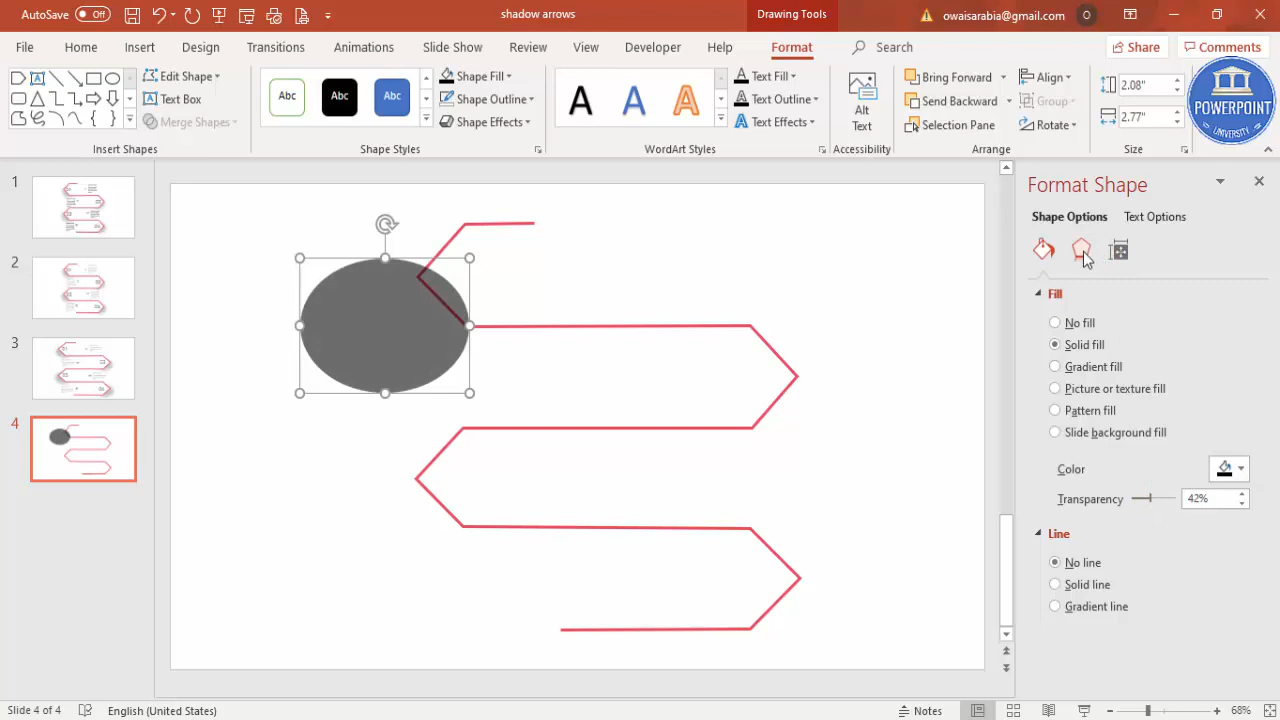 AutoSave Off
shadow arrows
Drawing Tools
owaisarabia@gmail.com O
File Home Insert Design Transitions Animations Slide Show Review View Developer Help Format Search
Share Comments
Edit Shape
Text Box
Merge Shapes
Insert Shapes
Abc Abc Abc
Shape Fill
Shape Outline
Shape Effects
Shape Styles
A A A
Text Fill
Text Outline
Text Effects
WordArt Styles
Alt
Text
Accessibility
Bring Forward
Send Backward
Selection Pane
Align
Group
Rotate
Arrange
2.08"
2.77"
Size
POWERPOINT
UNIVERSITY
1
2
3
4
Format Shape
Shape Options Text Options
Fill
No fill
Solid fill
Gradient fill
Picture or texture fill
Pattern fill
Slide background fill
Color
Transparency 42%
Line
No line
Solid line
Gradient line
Slide 4 of 4 English (United States)
Notes
68%